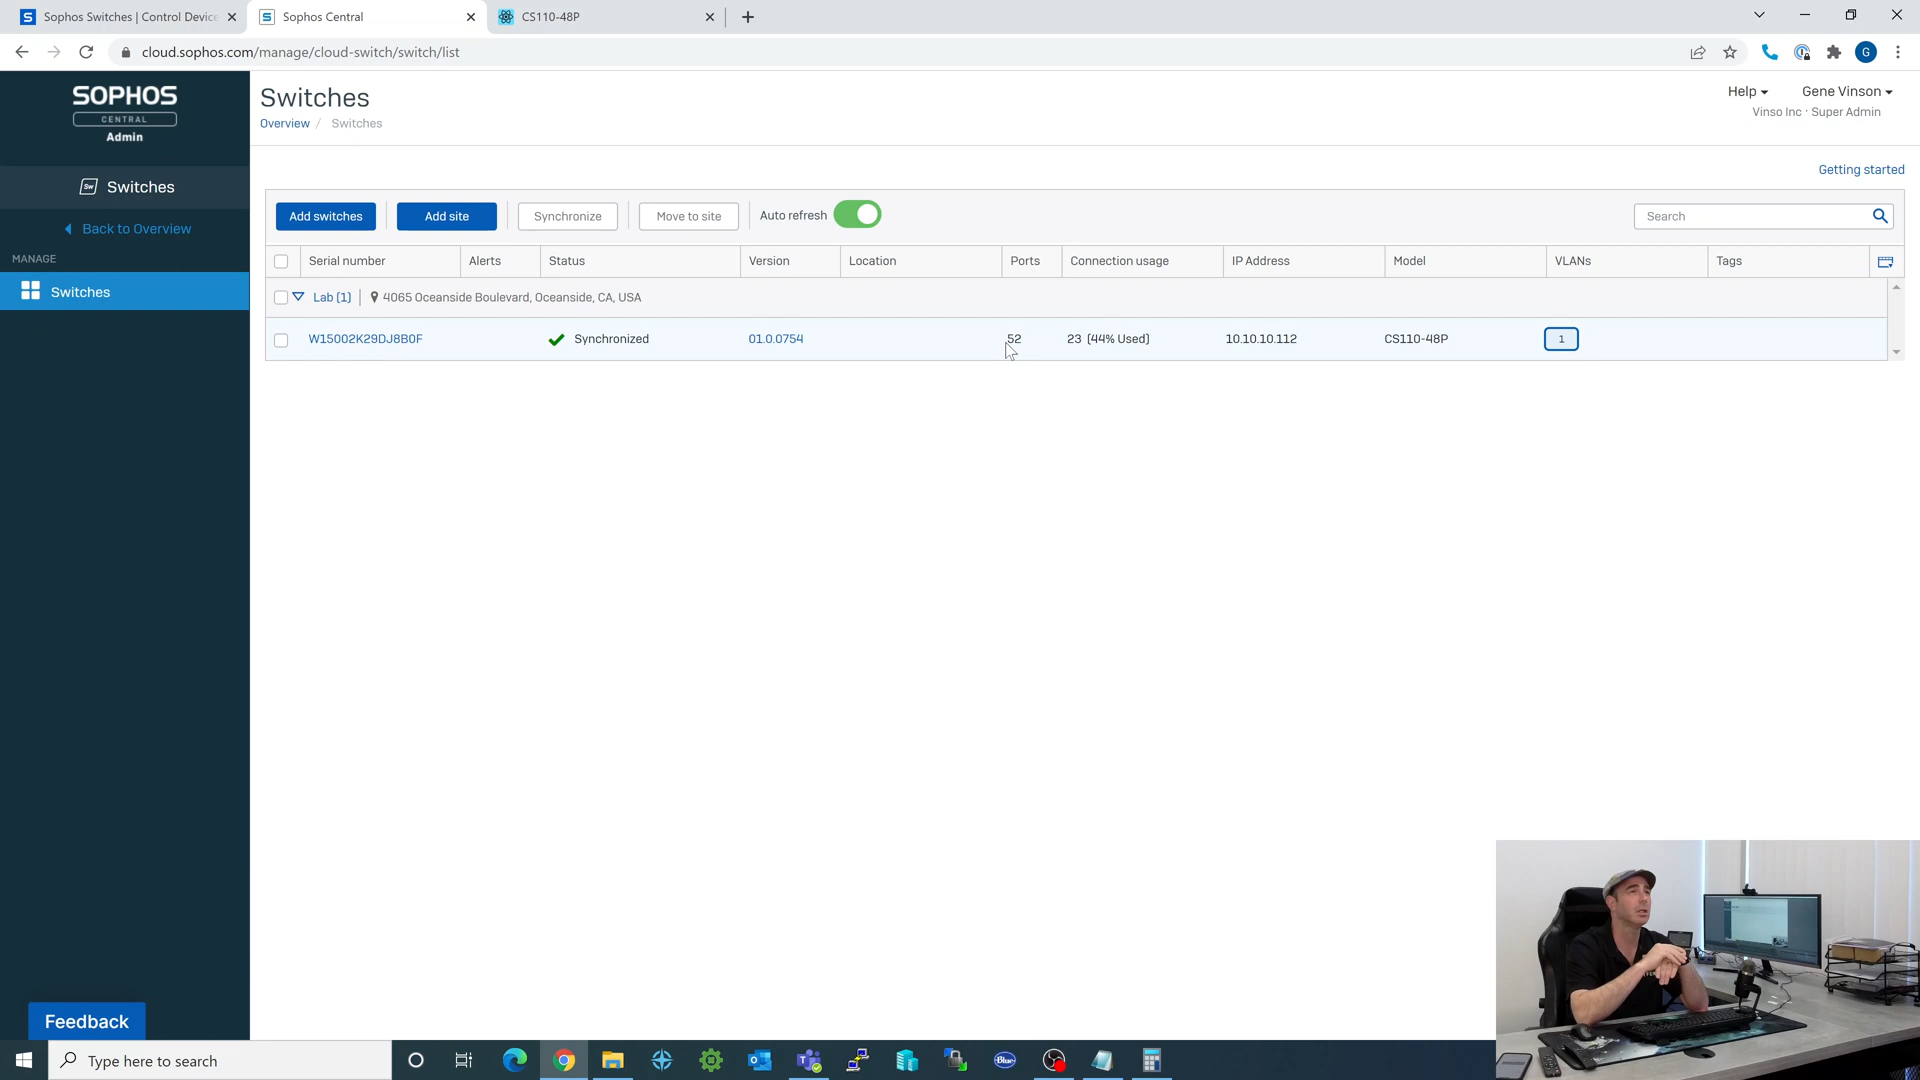 Sophos Switches | Control Device
Sophos Central
CS110-48P
cloud.sophos.com/manage/cloud-switch/switch/list
G
SOPHOS
CENTRAL
Admin
Switches
Back to Overview
MANAGE
Switches
Feedback
Switches
Overview / Switches
Help
Gene Vinson
Vinso Inc · Super Admin
Getting started
Add switches
Add site
Synchronize
Move to site
Auto refresh
Search
Serial number Alerts Status Version Location Ports Connection usage IP Address Model VLANs Tags
Lab (1) 4065 Oceanside Boulevard, Oceanside, CA, USA
W15002K29DJ8B0F Synchronized 01.0.0754 52 23 (44% Used) 10.10.10.112 CS110-48P 1
Type here to search
Blue